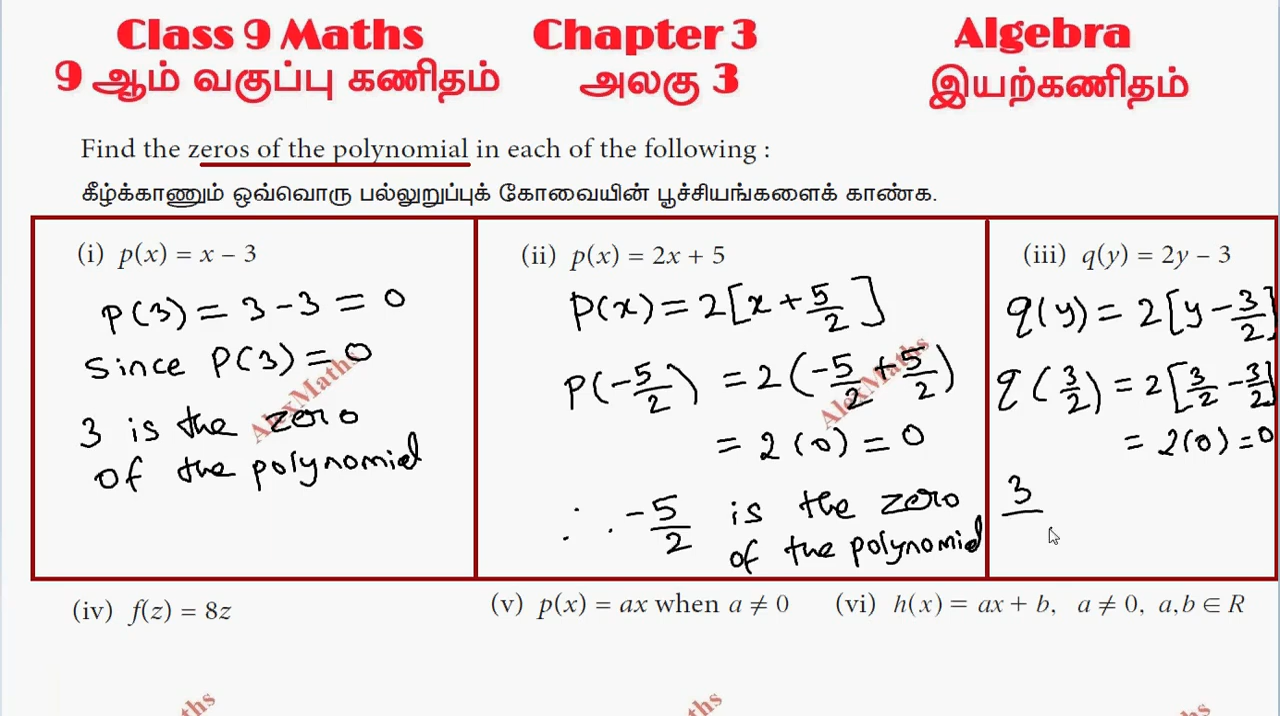 Class 9 Maths Chapter 3 Algebra
9 ஆம் வகுப்பு கணிதம் அலகு 3 இயற்கணிதம்
Find the zeros of the polynomial in each of the following :
கீழ்க்காணும் ஒவ்வொரு பல்லுறுப்புக் கோவையின் பூச்சியங்களைக் காண்க.
(i) p(x) = x – 3
P(3) = 3 - 3 = 0
Since P(3) = 0
3 is the zero
of the polynomial
(ii) p(x) = 2x + 5
P(x) = 2[x + 5/2]
P(-5/2) = 2(-5/2 + 5/2)
= 2(0) = 0
∴ -5/2 is the zero
of the polynomial
(iii) q(y) = 2y – 3
q(y) = 2[y - 3/2]
q(3/2) = 2[3/2 - 3/2]
= 2(0) = 0
3
(iv) f(z) = 8z
(v) p(x) = ax when a ≠ 0
(vi) h(x) = ax + b, a ≠ 0, a, b ∈ R
AlexMaths
AlexMaths
ths
ths
ths